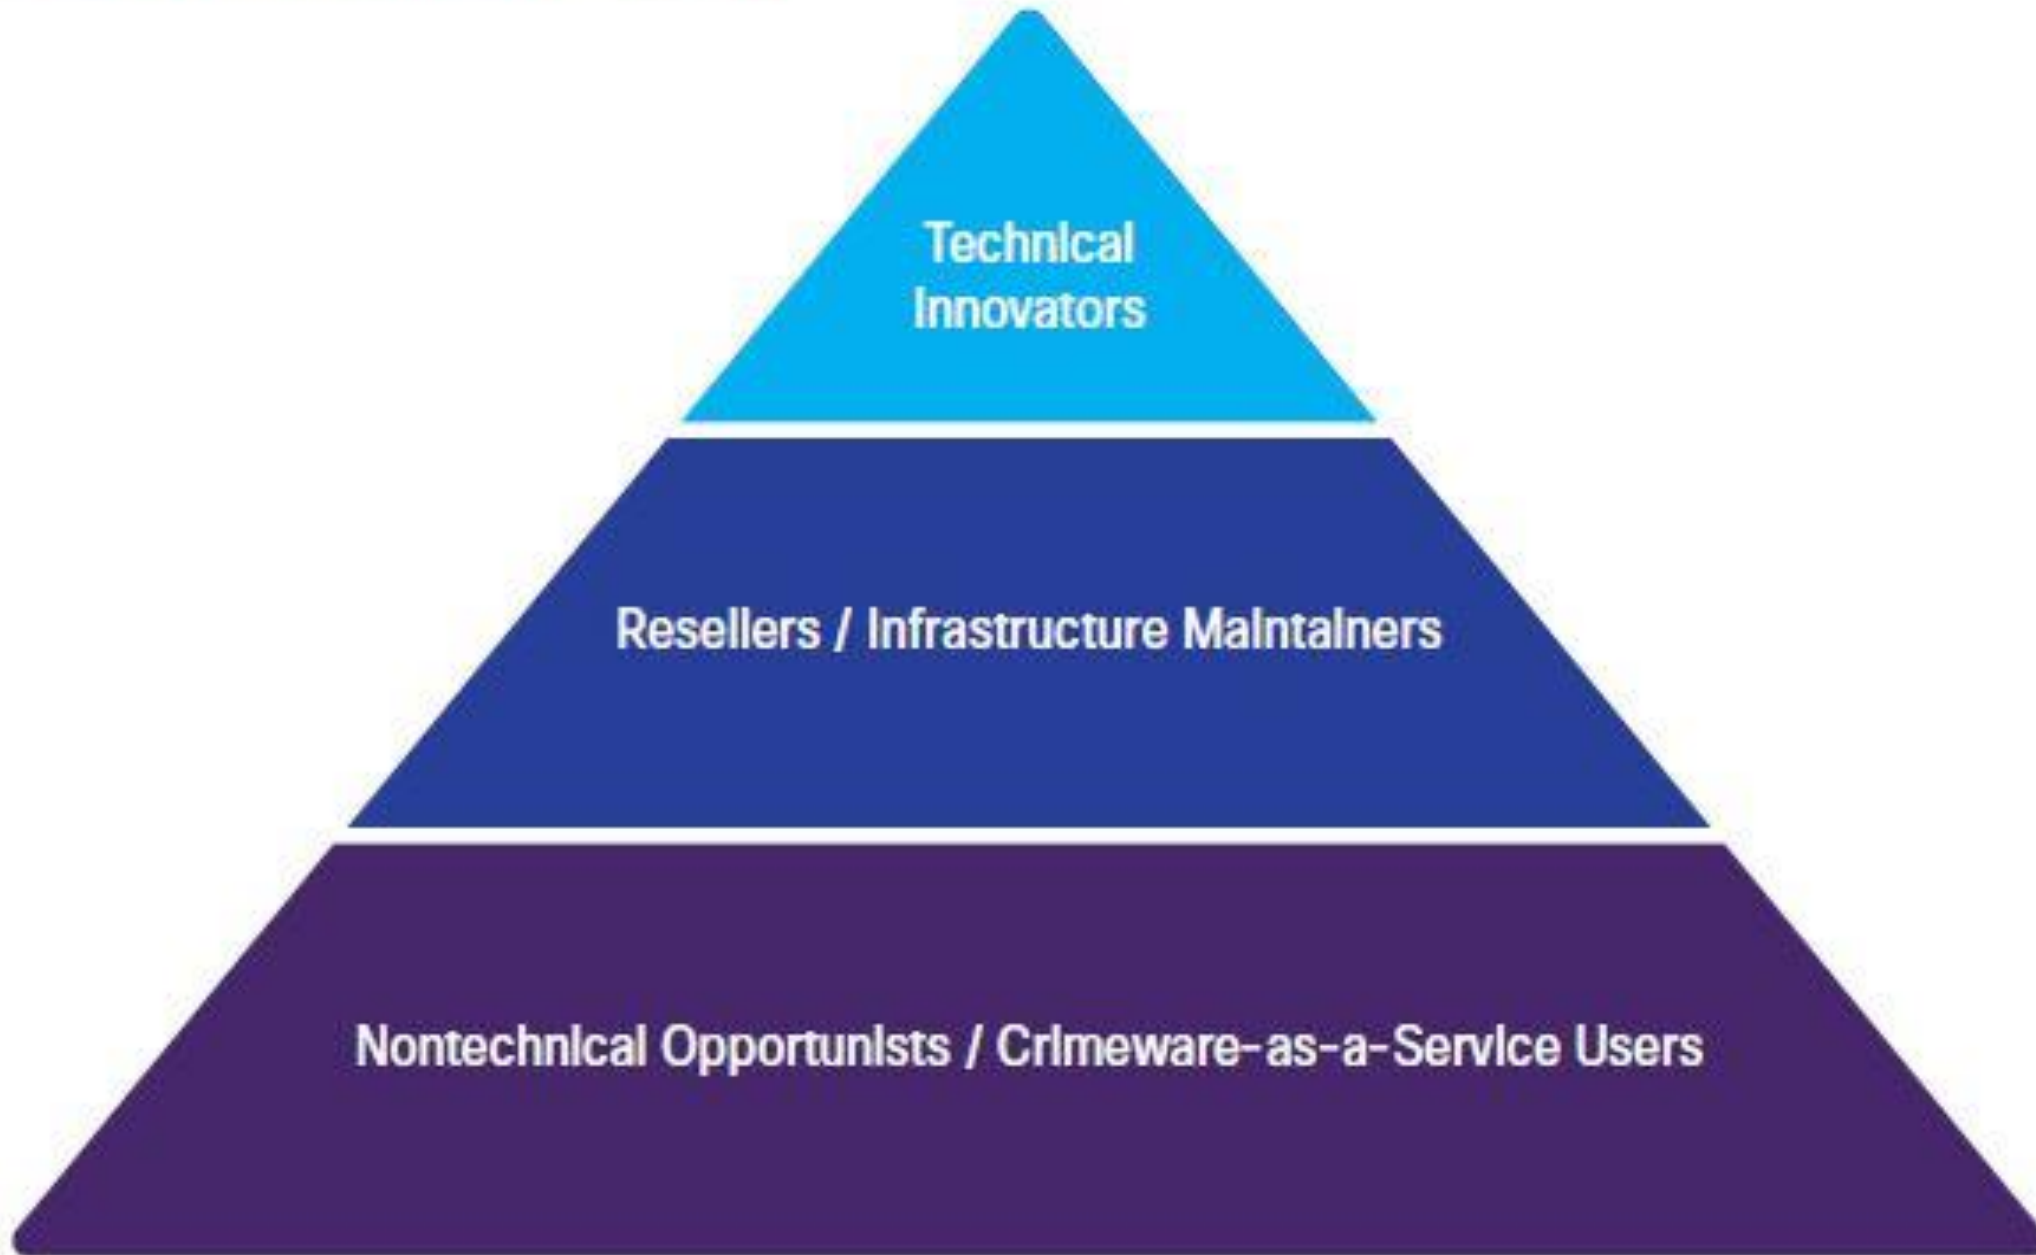 Technical
Innovators
Resellers / Infrastructure Maintainers
Nontechnical Opportunists / Crimeware-as-a-Service Users